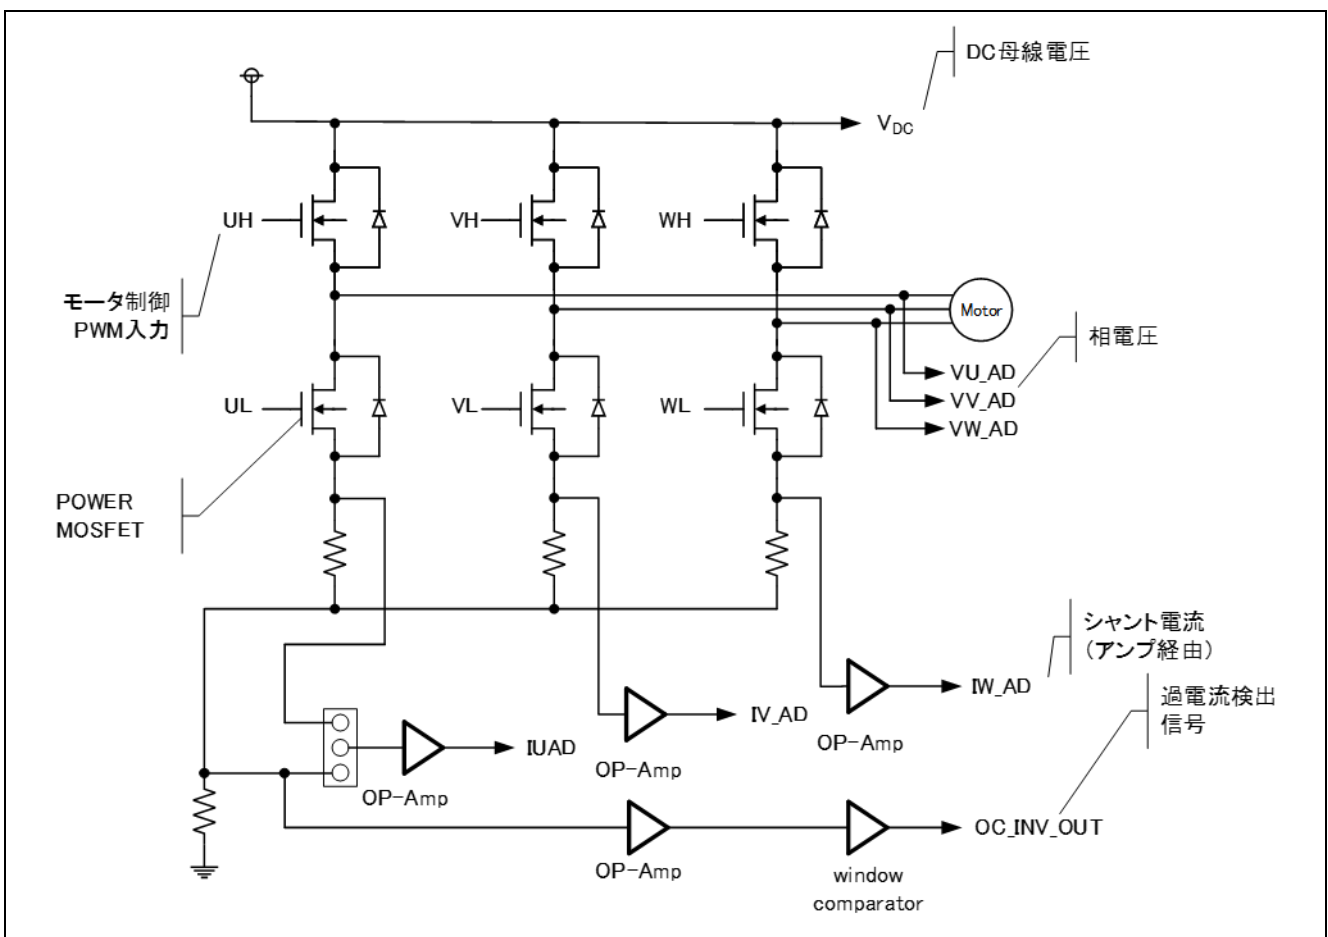 DC母線電圧
VDC
UH
VH
WH
モータ制御
PWM入力
Motor
相電圧
VU_AD
VV_AD
VW_AD
UL
VL
WL
POWER
MOSFET
シャント電流
（アンプ経由）
IW_AD
過電流検出
信号
IV_AD
OP-Amp
IUAD
OP-Amp
OP-Amp
OC_INV_OUT
OP-Amp
window
comparator